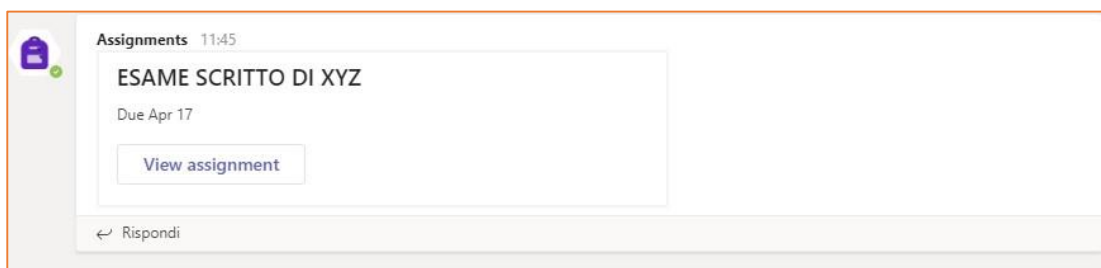 Assignments 11:45
ESAME SCRITTO DI XYZ
Due Apr 17
View assignment
Rispondi